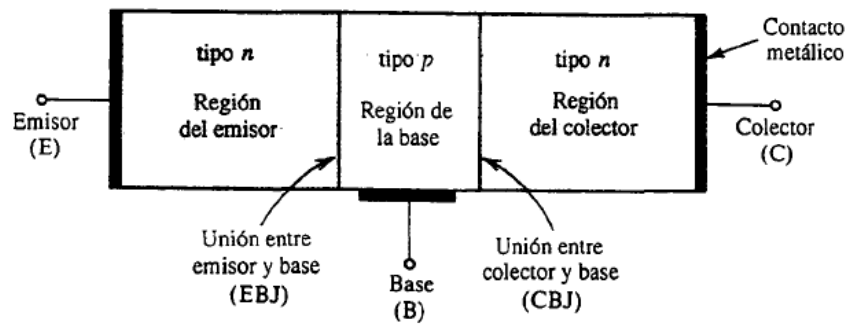 tipo n
Región
del emisor
tipo p
Región de
la base
tipo n
Región
del colector
Contacto
metálico
Emisor
(E)
Colector
(C)
Unión entre
emisor y base
(EBJ)
Base
(B)
Unión entre
colector y base
(CBJ)